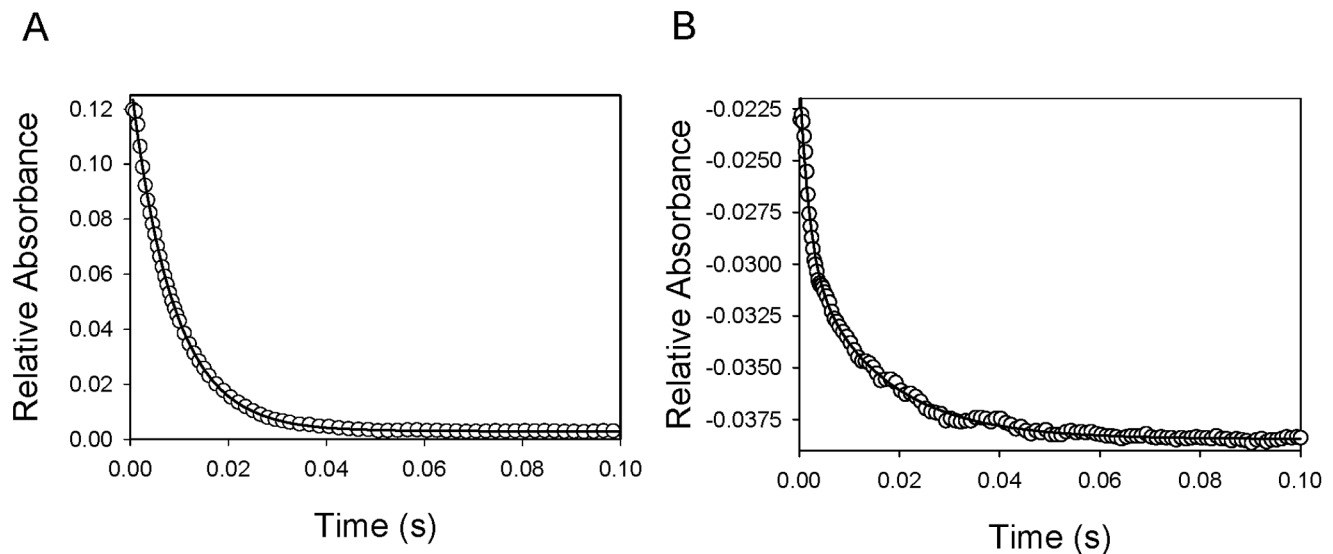 A
B
Relative Absorbance
0.12
0.10
0.08
0.06
0.04
0.02
0.00
0.00 0.02 0.04 0.06 0.08 0.10
Time (s)
Relative Absorbance
-0.0225
-0.0250
-0.0275
-0.0300
-0.0325
-0.0350
-0.0375
0.00 0.02 0.04 0.06 0.08 0.10
Time (s)